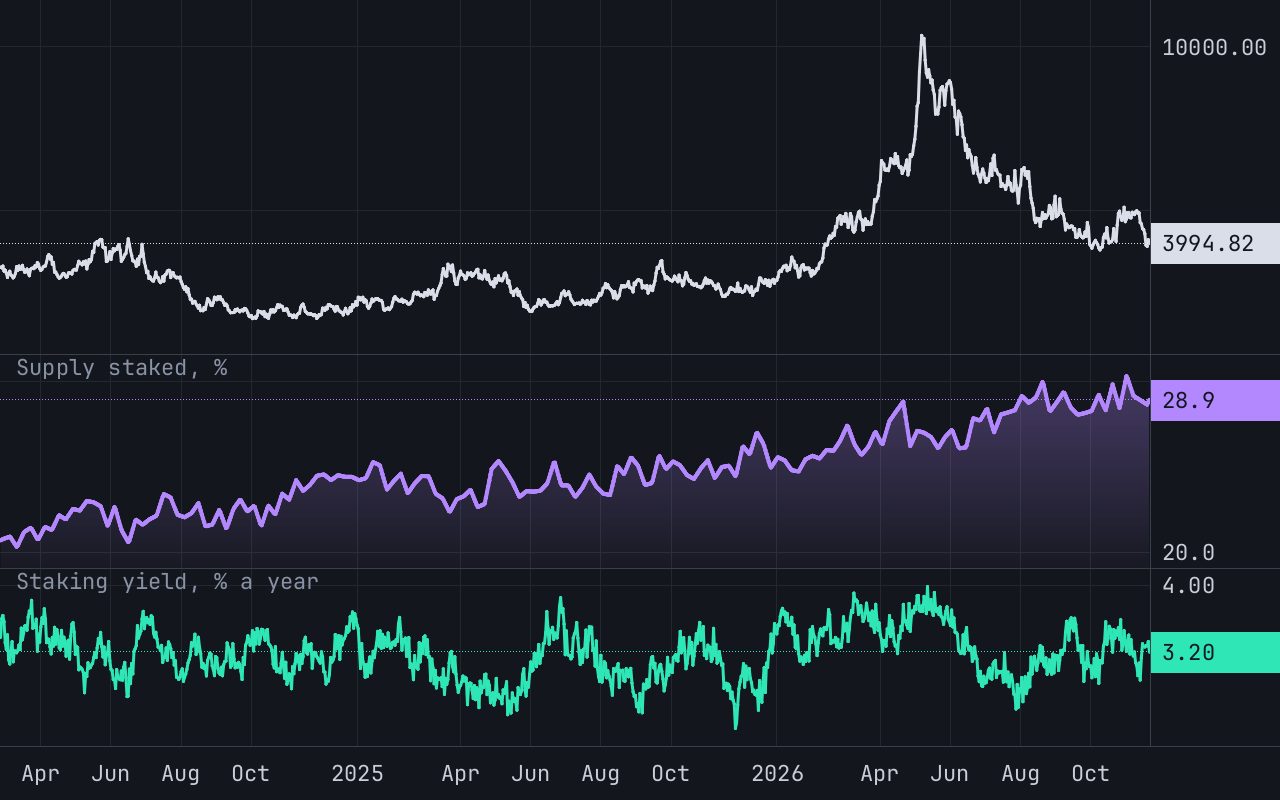 10000.00
3994.82
Supply staked, %
28.9
20.0
Staking yield, % a year
4.00
3.20
Apr Jun Aug Oct 2025 Apr Jun Aug Oct 2026 Apr Jun Aug Oct